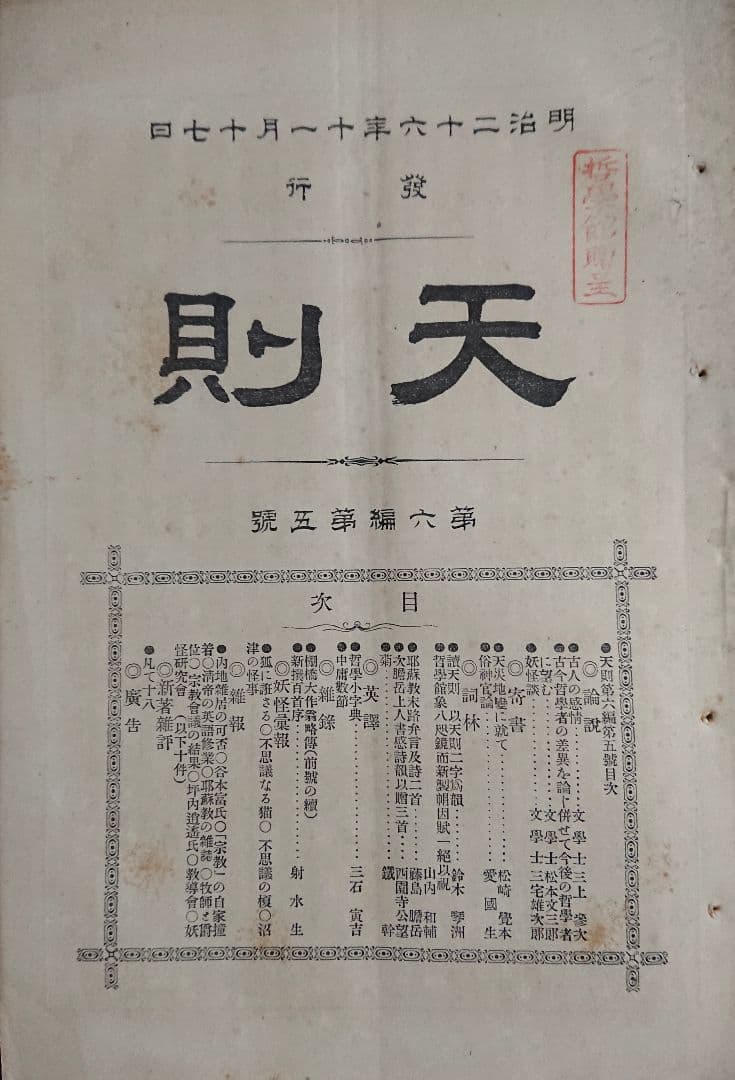 明治二十六年十一月十七日
發行
天則
第六編第五號
目次
●天則第六編第五號目次
◎論說
●古人の感情………文學士三上參次
●古今哲學者の差異を論じ併せて今後の哲學者
に望む………文學士松本文三郎
●妖怪談………文學士三宅雄次郎
◎寄書
●天災地變に就て………松崎覺本
●俗神官論………愛國生
◎詞林
●讀天則 以天則二字爲韻………鈴木 琴洲
●哲學館象八咫鏡而新製朝因賦一絕以祝 山內 和輔
●耶蘇教末路弁言及詩二首………藤島 膽岳
●次膽岳上人書感詩韻以贈三首…西園寺公望
●菊………鐵 幹
◎英譯
●哲學小字典………三石 寅吉
●中庸數節
◎雜錄
●棚橋大作翁略傳(前號の續)
●新撰百首序………射水生
◎妖怪彙報
●狐に誑さる○不思議なる猫○不思議の榎○沼
津の怪事
◎雜報
●內地雜居の可否○谷本富氏○「宗教」の自家撞
着○淸帝の英語修業○耶蘇教の雜誌○牧師と爵
位○宗教會議の結果○坪內逍遙氏○教導會○妖
怪硏究會 (以下十件)
◎新著雜評
●凡て十八
◎廣告